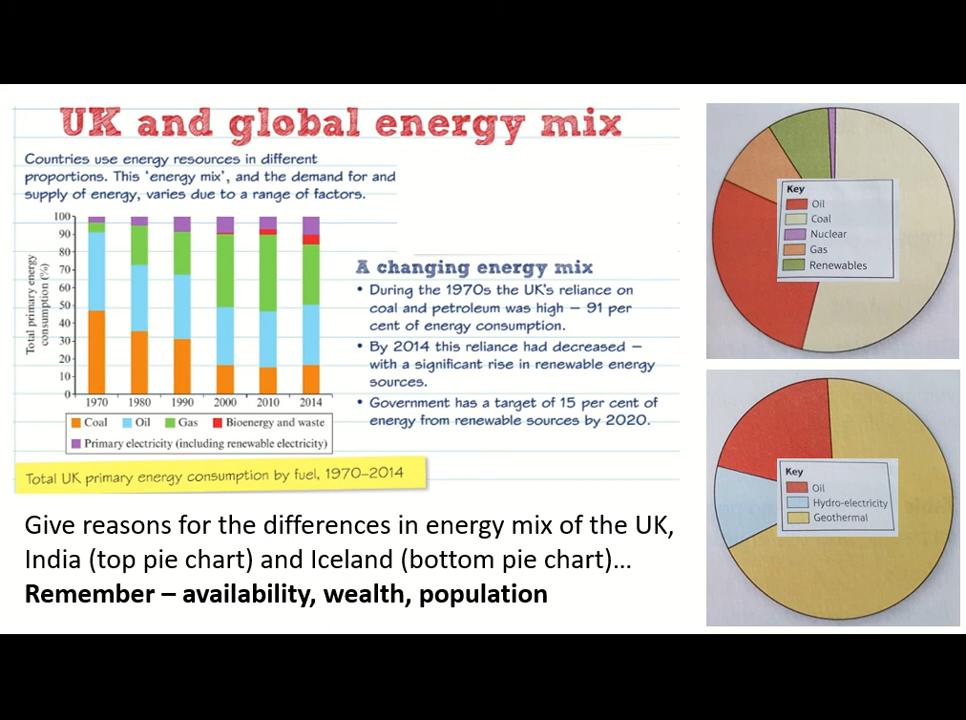 UK and global energy mix
Countries use energy resources in different
proportions. This 'energy mix', and the demand for and
supply of energy, varies due to a range of factors.
Total primary energy
consumption (%)
100
90
80
70
60
50
40
30
20
10
0
1970 1980 1990 2000 2010 2014
Coal Oil Gas Bioenergy and waste
Primary electricity (including renewable electricity)
Total UK primary energy consumption by fuel, 1970–2014
A changing energy mix
• During the 1970s the UK's reliance on
coal and petroleum was high – 91 per
cent of energy consumption.
• By 2014 this reliance had decreased –
with a significant rise in renewable energy
sources.
• Government has a target of 15 per cent of
energy from renewable sources by 2020.
Key
Oil
Coal
Nuclear
Gas
Renewables
Key
Oil
Hydro-electricity
Geothermal
Give reasons for the differences in energy mix of the UK,
India (top pie chart) and Iceland (bottom pie chart)...
Remember – availability, wealth, population